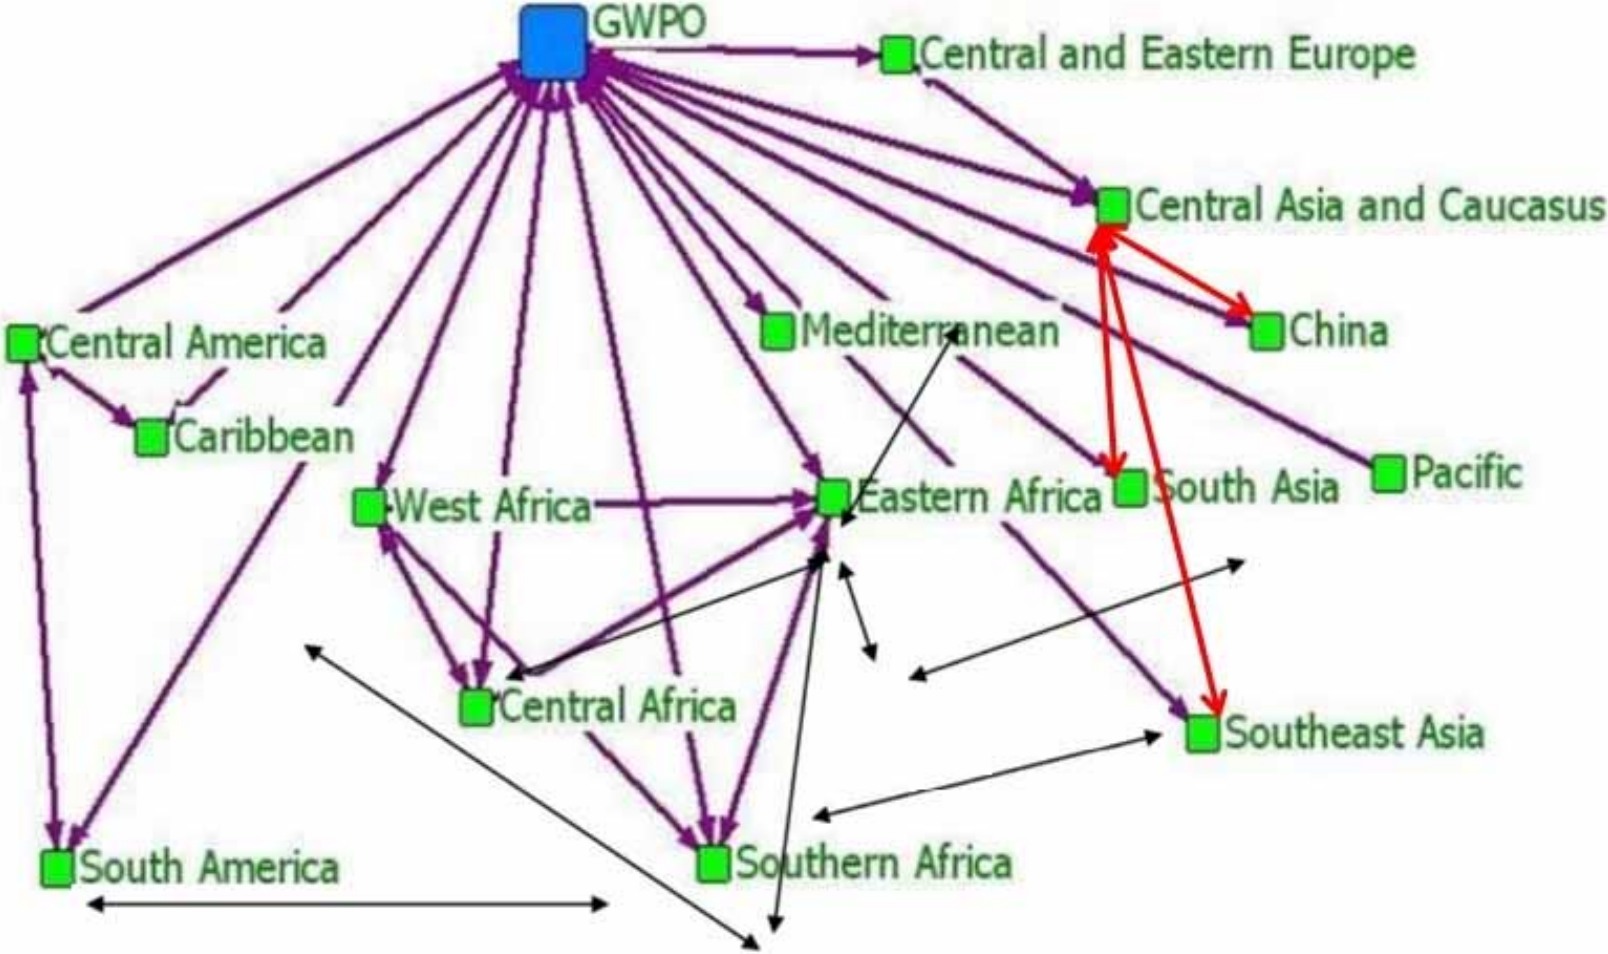 GWPO
Central and Eastern Europe
Central Asia and Caucasus
Central America
Mediterranean
China
Caribbean
West Africa
Eastern Africa
South Asia
Pacific
Central Africa
Southeast Asia
South America
Southern Africa